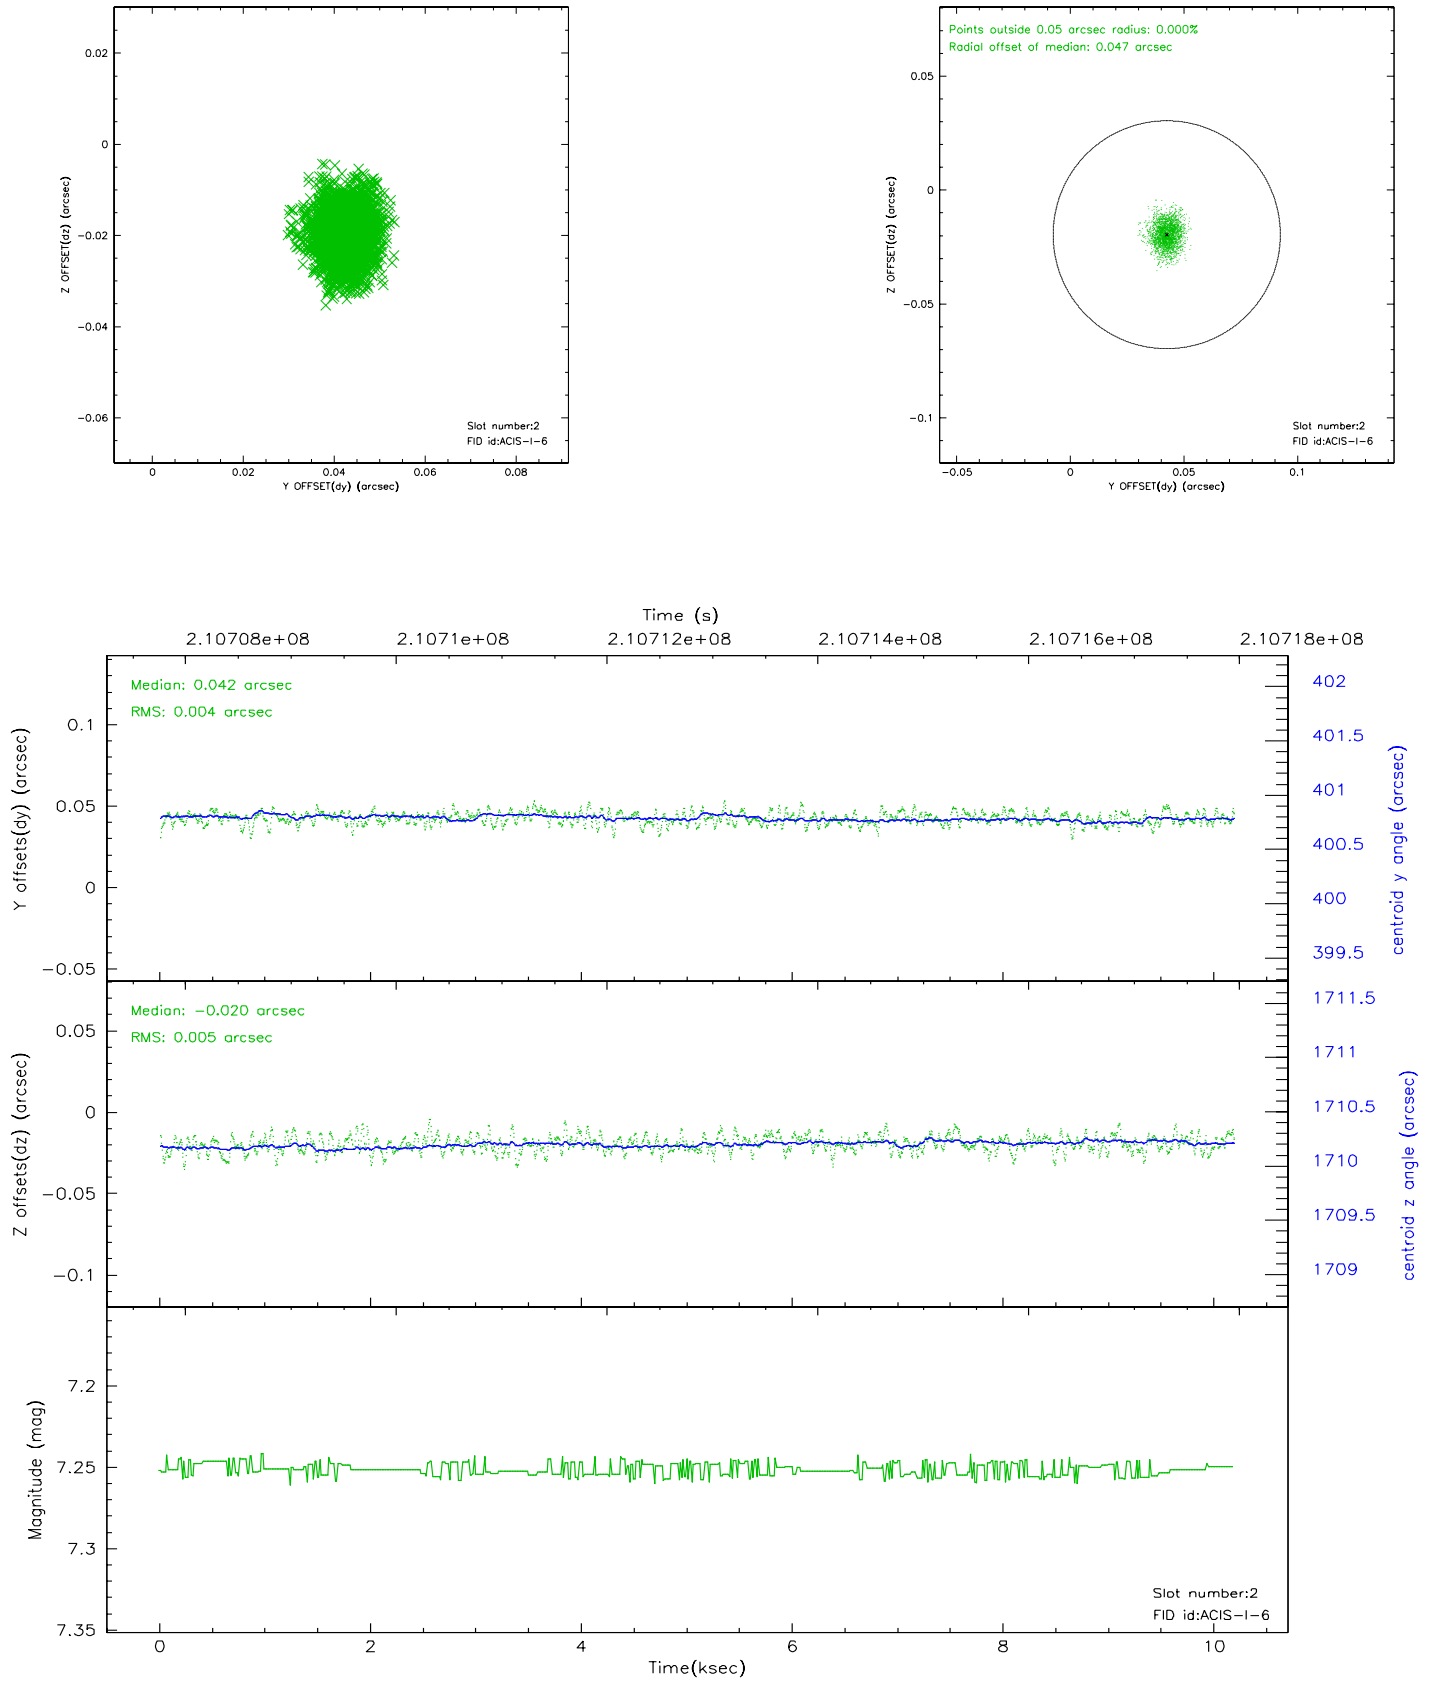 0.02
0
−0.02
−0.04
−0.06
Z OFFSET(dz) (arcsec)
Slot number:2
FID id:ACIS−I−6
0 0.02 0.04 0.06 0.08
Y OFFSET(dy) (arcsec)
Points outside 0.05 arcsec radius: 0.000%
Radial offset of median: 0.047 arcsec
0.05
0
−0.05
−0.1
Z OFFSET(dz) (arcsec)
Slot number:2
FID id:ACIS−I−6
−0.05 0 0.05 0.1
Y OFFSET(dy) (arcsec)
Time (s)
2.10708e+08 2.1071e+08 2.10712e+08 2.10714e+08 2.10716e+08 2.10718e+08
Median: 0.042 arcsec
RMS: 0.004 arcsec
0.1
0.05
0
−0.05
Y offsets(dy) (arcsec)
402
401.5
401
400.5
400
399.5
centroid y angle (arcsec)
Median: −0.020 arcsec
RMS: 0.005 arcsec
0.05
0
−0.05
−0.1
Z offsets(dz) (arcsec)
1711.5
1711
1710.5
1710
1709.5
1709
centroid z angle (arcsec)
7.2
7.25
7.3
7.35
Magnitude (mag)
Slot number:2
FID id:ACIS−I−6
0 2 4 6 8 10
Time(ksec)